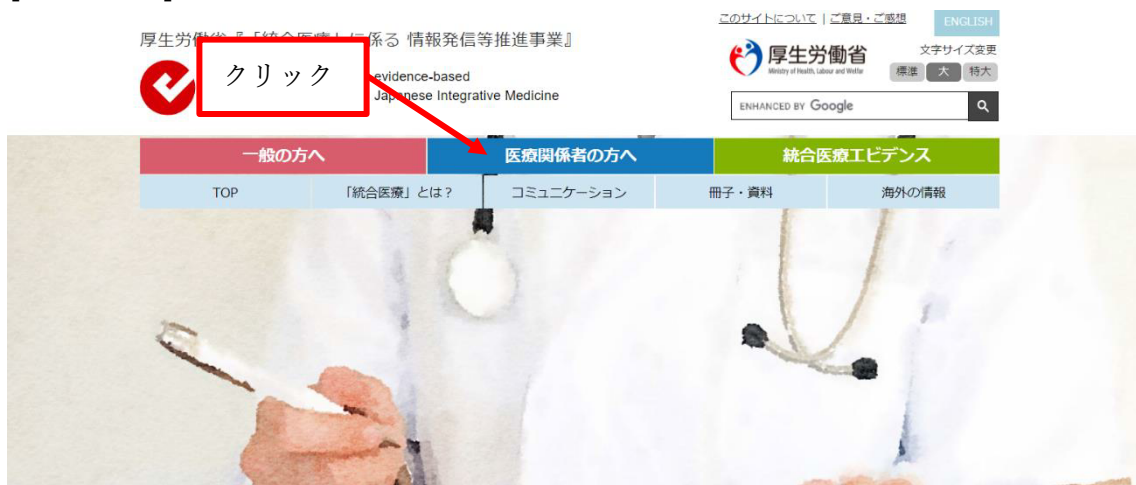 このサイトについて | ご意見・ご感想 ENGLISH
厚生労働省『「統合医療」に係る 情報発信等推進事業』
厚生労働省
Ministry of Health, Labour and Welfare
文字サイズ変更
標準 大 特大
クリック
evidence-based
Japanese Integrative Medicine
ENHANCED BY Google
一般の方へ 医療関係者の方へ 統合医療エビデンス
TOP 「統合医療」とは？ コミュニケーション 冊子・資料 海外の情報